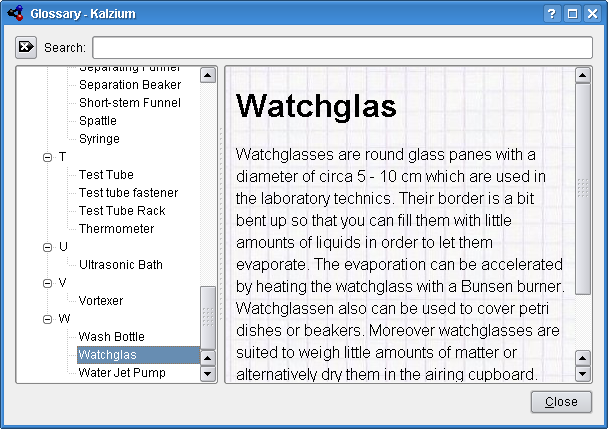 Glossary - Kalzium
Search:
Separating Funnel
Separation Beaker
Short-stem Funnel
Spattle
Syringe
T
Test Tube
Test tube fastener
Test Tube Rack
Thermometer
U
Ultrasonic Bath
V
Vortexer
W
Wash Bottle
Watchglas
Water Jet Pump
Watchglas
Watchglasses are round glass panes with a
diameter of circa 5 - 10 cm which are used in
the laboratory technics. Their border is a bit
bent up so that you can fill them with little
amounts of liquids in order to let them
evaporate. The evaporation can be accelerated
by heating the watchglass with a Bunsen burner.
Watchglassen also can be used to cover petri
dishes or beakers. Moreover watchglasses are
suited to weigh little amounts of matter or
alternatively dry them in the airing cupboard.
Close